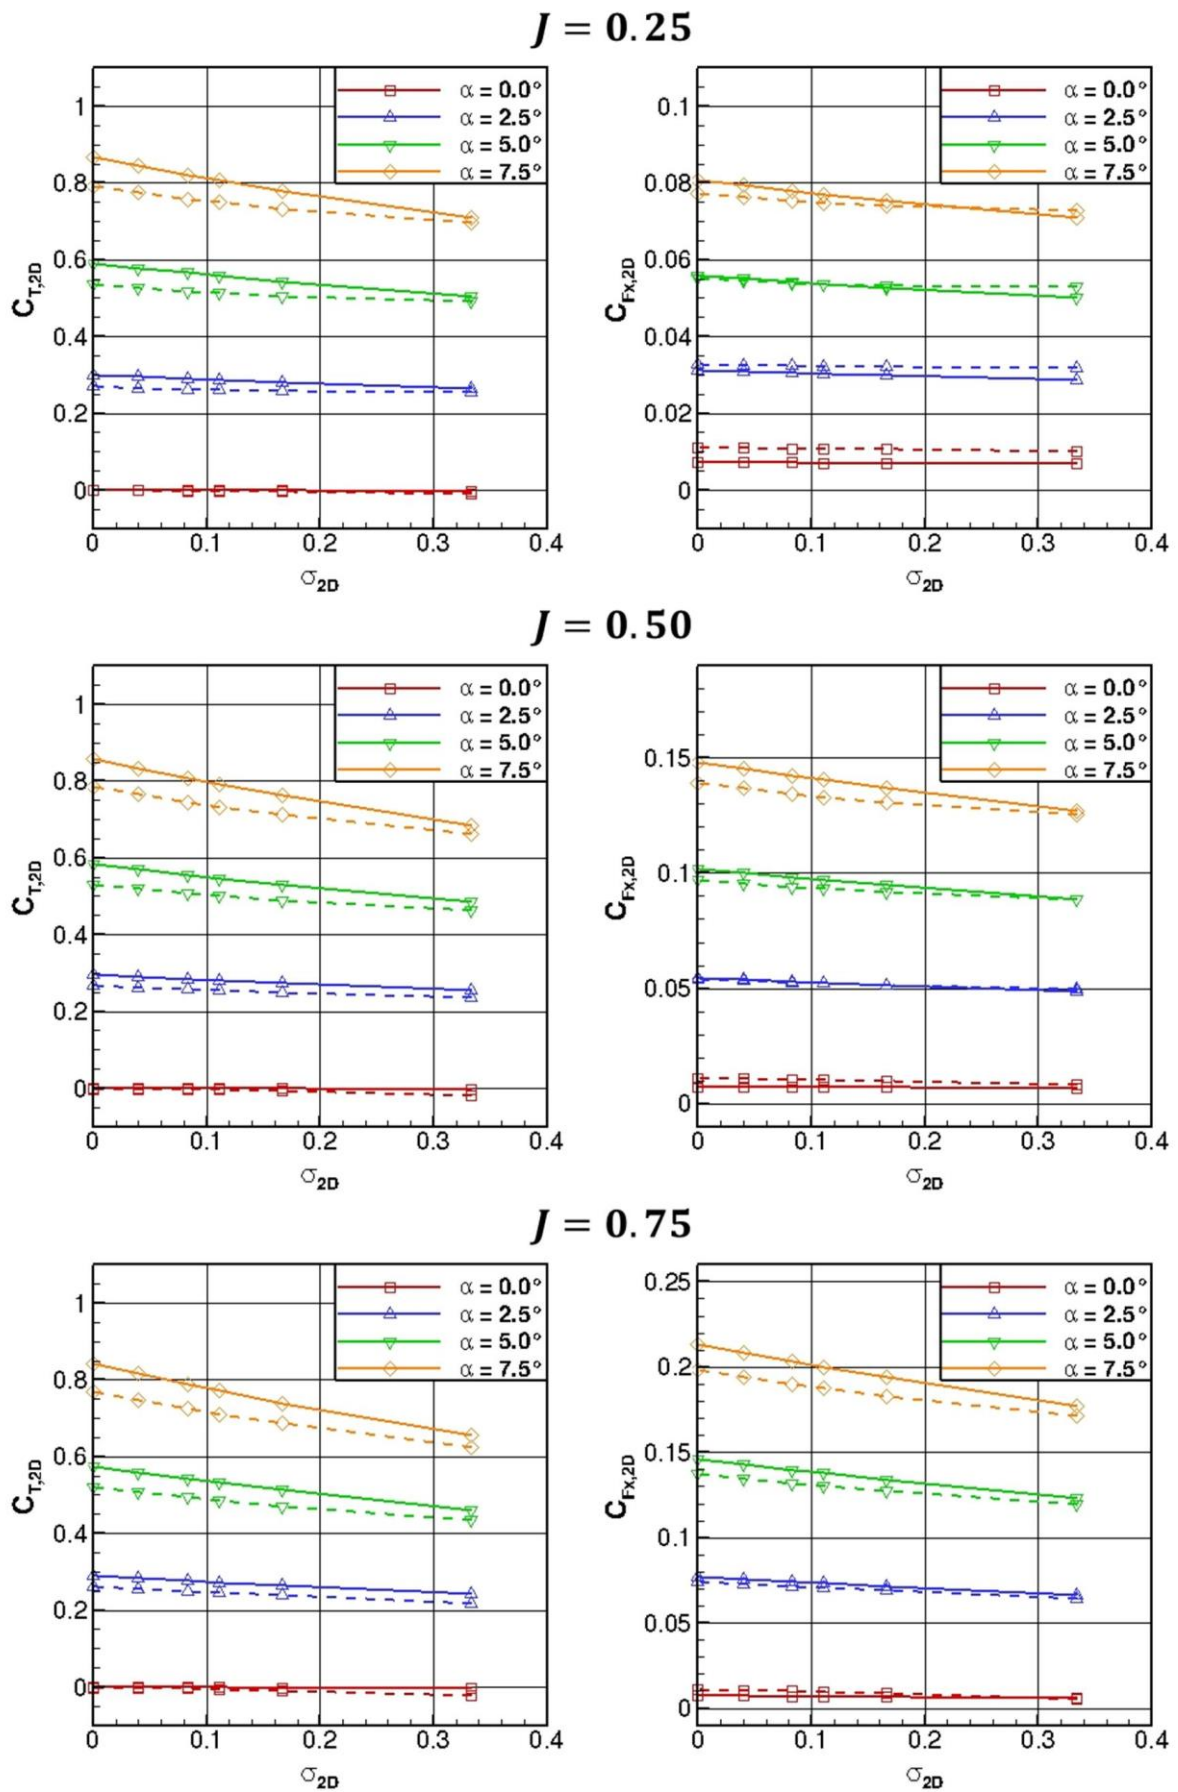 J = 0.25
1
0.8
0.6
0.4
0.2
0
C_T,2D
α = 0.0°
α = 2.5°
α = 5.0°
α = 7.5°
0 0.1 0.2 0.3 0.4
σ_2D
0.1
0.08
0.06
0.04
0.02
0
C_Fx,2D
α = 0.0°
α = 2.5°
α = 5.0°
α = 7.5°
0 0.1 0.2 0.3 0.4
σ_2D
J = 0.50
1
0.8
0.6
0.4
0.2
0
C_T,2D
α = 0.0°
α = 2.5°
α = 5.0°
α = 7.5°
0 0.1 0.2 0.3 0.4
σ_2D
0.15
0.1
0.05
0
C_Fx,2D
α = 0.0°
α = 2.5°
α = 5.0°
α = 7.5°
0 0.1 0.2 0.3 0.4
σ_2D
J = 0.75
1
0.8
0.6
0.4
0.2
0
C_T,2D
α = 0.0°
α = 2.5°
α = 5.0°
α = 7.5°
0 0.1 0.2 0.3 0.4
σ_2D
0.25
0.2
0.15
0.1
0.05
0
C_Fx,2D
α = 0.0°
α = 2.5°
α = 5.0°
α = 7.5°
0 0.1 0.2 0.3 0.4
σ_2D